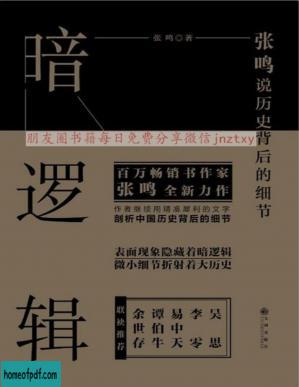 张鸣◎著
暗逻辑
张鸣说历史背后的细节
朋友圈书籍每日免费分享微信jnztxy
百万畅销书作家
张鸣全新力作
作者继续用精准犀利的文字
剖析中国历史背后的细节
表面现象隐藏着暗逻辑
微小细节折射着大历史
联袂推荐
吴思
李零
易中天
谭伯牛
余世存
homeofpdf.com